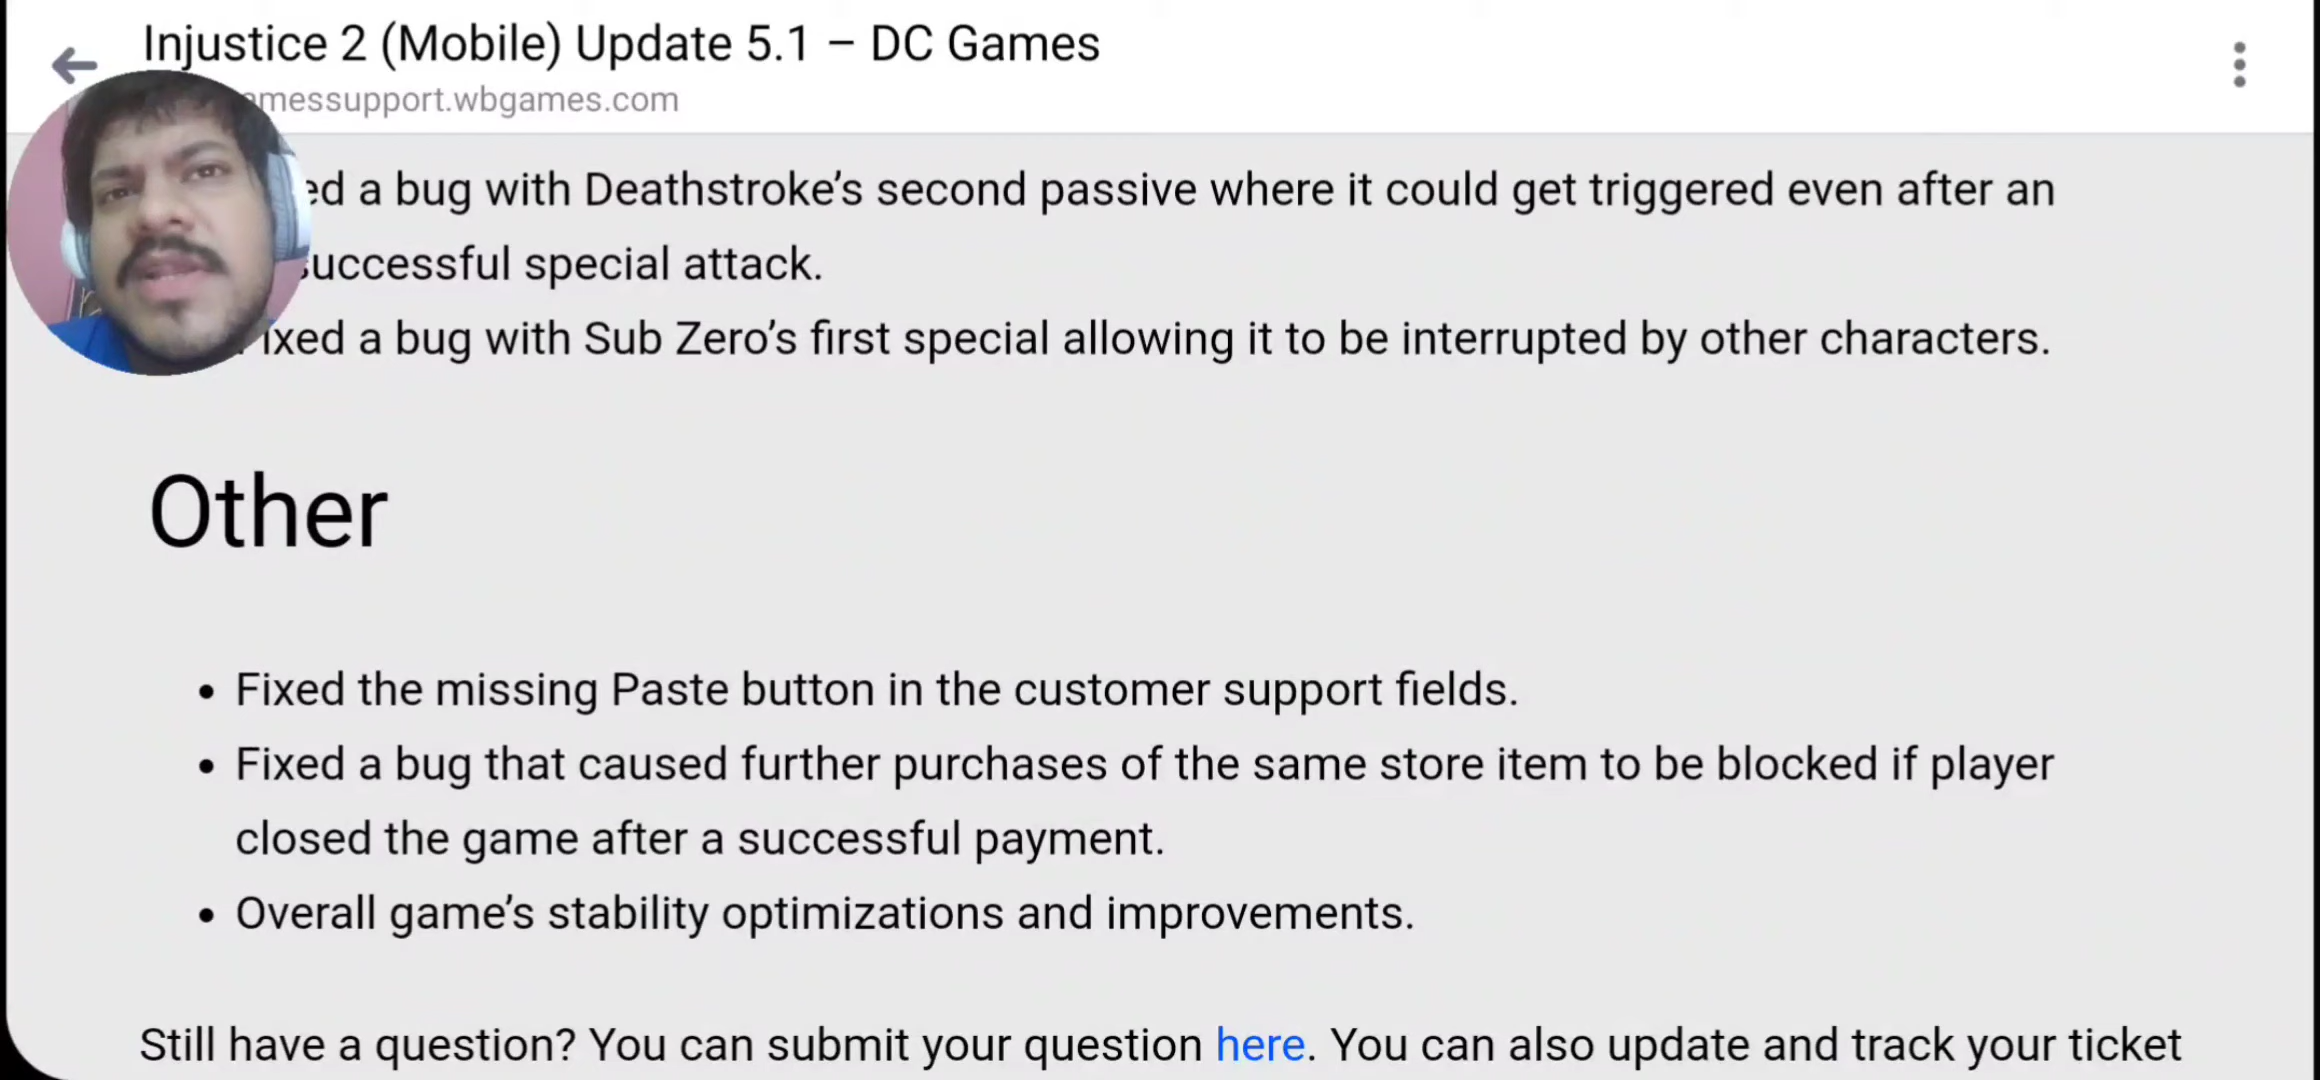 Injustice 2 (Mobile) Update 5.1 – DC Games
amessupport.wbgames.com
ed a bug with Deathstroke’s second passive where it could get triggered even after an
successful special attack.
ixed a bug with Sub Zero’s first special allowing it to be interrupted by other characters.
Other
• Fixed the missing Paste button in the customer support fields.
• Fixed a bug that caused further purchases of the same store item to be blocked if player
closed the game after a successful payment.
• Overall game’s stability optimizations and improvements.
Still have a question? You can submit your question here. You can also update and track your ticket